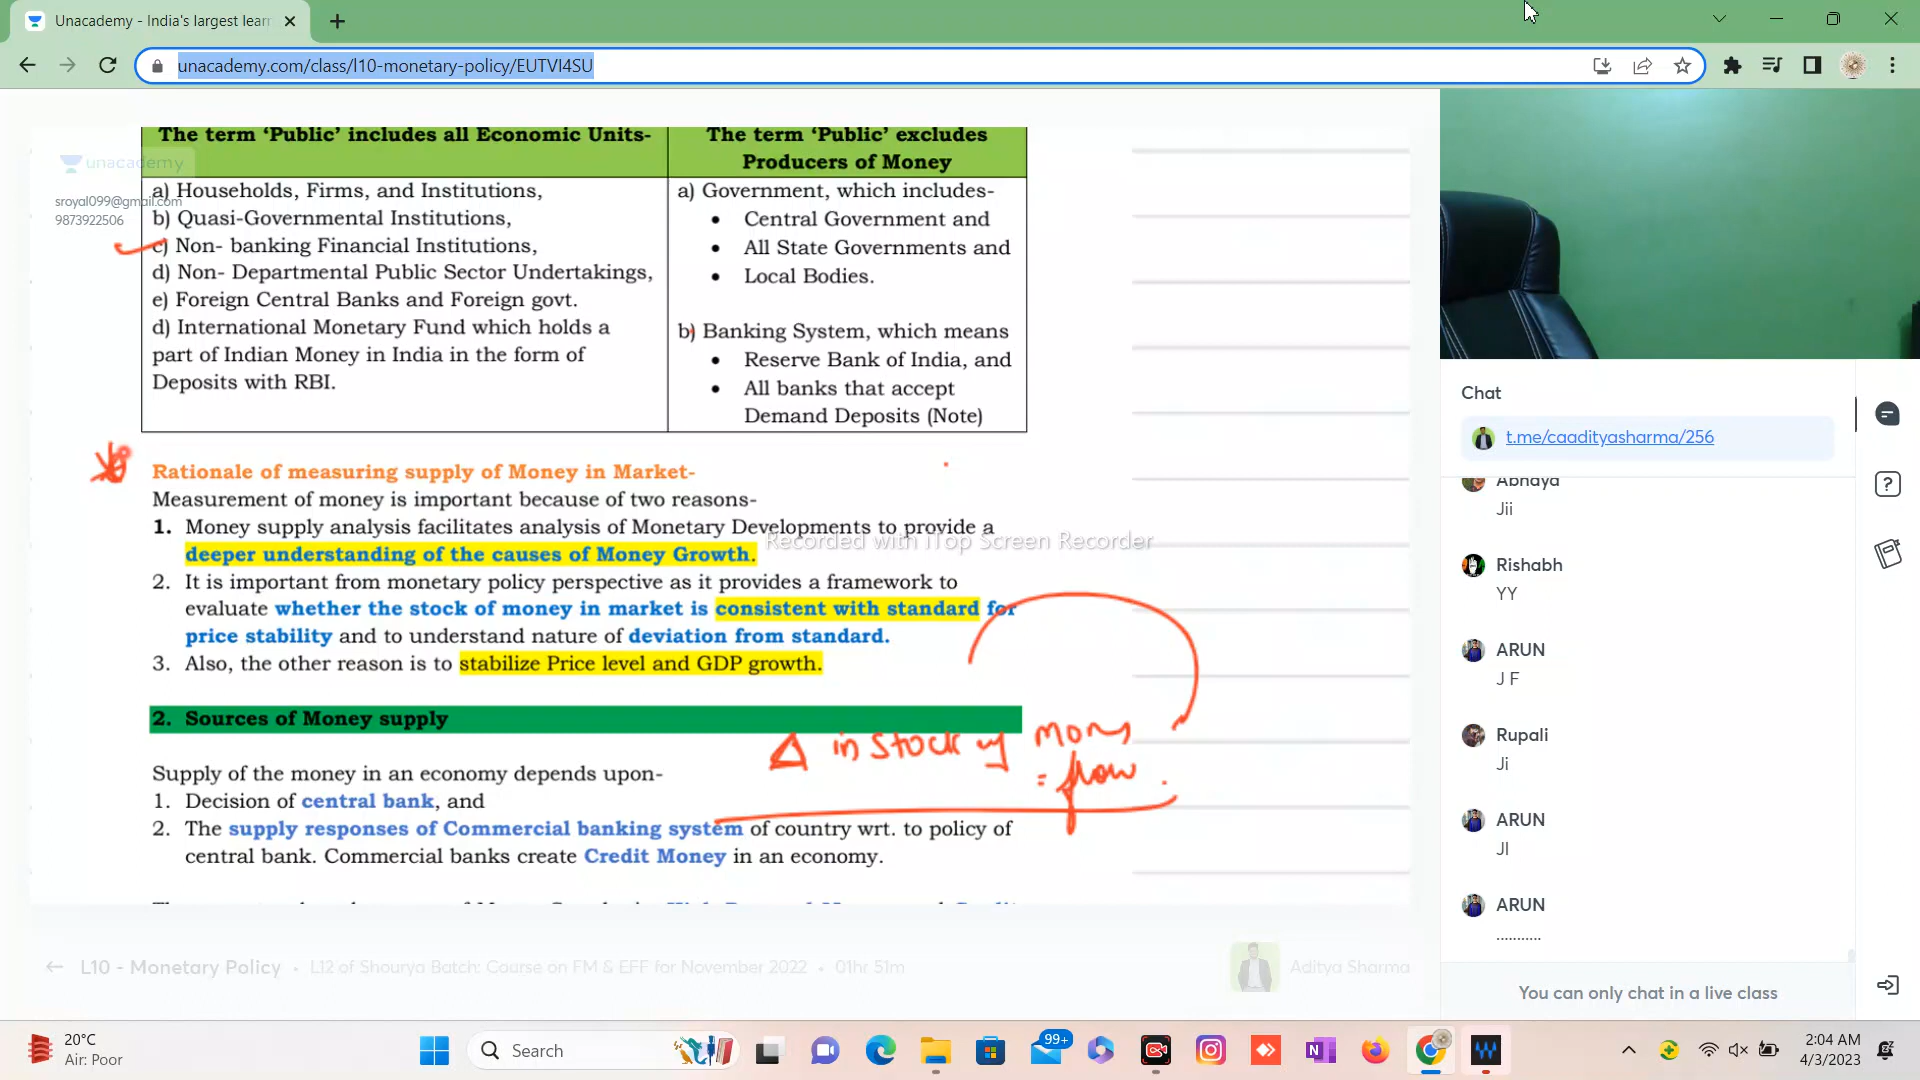 Unacademy - India's largest lear
unacademy.com/class/l10-monetary-policy/EUTVI4SU
unacademy
sroyal099@gmail.com
9873922506
The term ‘Public’ includes all Economic Units-
a) Households, Firms, and Institutions,
b) Quasi-Governmental Institutions,
c) Non- banking Financial Institutions,
d) Non- Departmental Public Sector Undertakings,
e) Foreign Central Banks and Foreign govt.
d) International Monetary Fund which holds a
part of Indian Money in India in the form of
Deposits with RBI.
The term ‘Public’ excludes
Producers of Money
a) Government, which includes-
• Central Government and
• All State Governments and
• Local Bodies.
b) Banking System, which means
• Reserve Bank of India, and
• All banks that accept
Demand Deposits (Note)
Rationale of measuring supply of Money in Market-
Measurement of money is important because of two reasons-
1. Money supply analysis facilitates analysis of Monetary Developments to provide a
deeper understanding of the causes of Money Growth.
Recorded with iTop Screen Recorder
2. It is important from monetary policy perspective as it provides a framework to
evaluate whether the stock of money in market is consistent with standard for
price stability and to understand nature of deviation from standard.
3. Also, the other reason is to stabilize Price level and GDP growth.
2. Sources of Money supply
Δ in stock of money
= flow.
Supply of the money in an economy depends upon-
1. Decision of central bank, and
2. The supply responses of Commercial banking system of country wrt. to policy of
central bank. Commercial banks create Credit Money in an economy.
L10 - Monetary Policy • L12 of Shourya Batch: Course on FM & EFF for November 2022 • 01hr 51m
Aditya Sharma
Chat
t.me/caadityasharma/256
Abhaya
Jii
Rishabh
YY
ARUN
J F
Rupali
Ji
ARUN
JI
ARUN
...........
You can only chat in a live class
20°C
Air: Poor
Search
99+
2:04 AM
4/3/2023